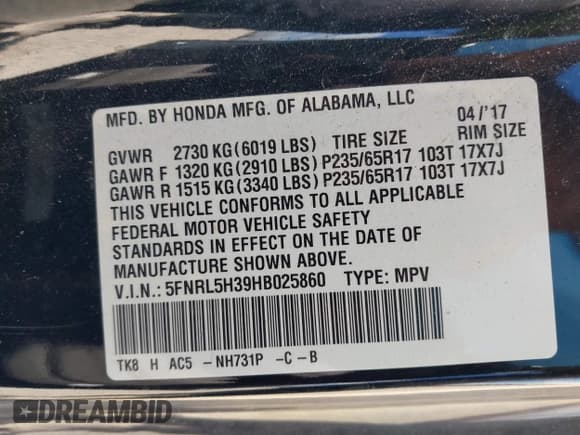 MFD. BY HONDA MFG. OF ALABAMA, LLC 04/'17
GVWR 2730 KG(6019 LBS) TIRE SIZE RIM SIZE
GAWR F 1320 KG(2910 LBS)P235/65R17 103T 17X7J
GAWR R 1515 KG(3340 LBS)P235/65R17 103T 17X7J
THIS VEHICLE CONFORMS TO ALL APPLICABLE
FEDERAL MOTOR VEHICLE SAFETY
STANDARDS IN EFFECT ON THE DATE OF
MANUFACTURE SHOWN ABOVE.
V.I.N.: 5FNRL5H39HB025860 TYPE: MPV
TK8 H AC5 -NH731P -C-B
DREAMBID